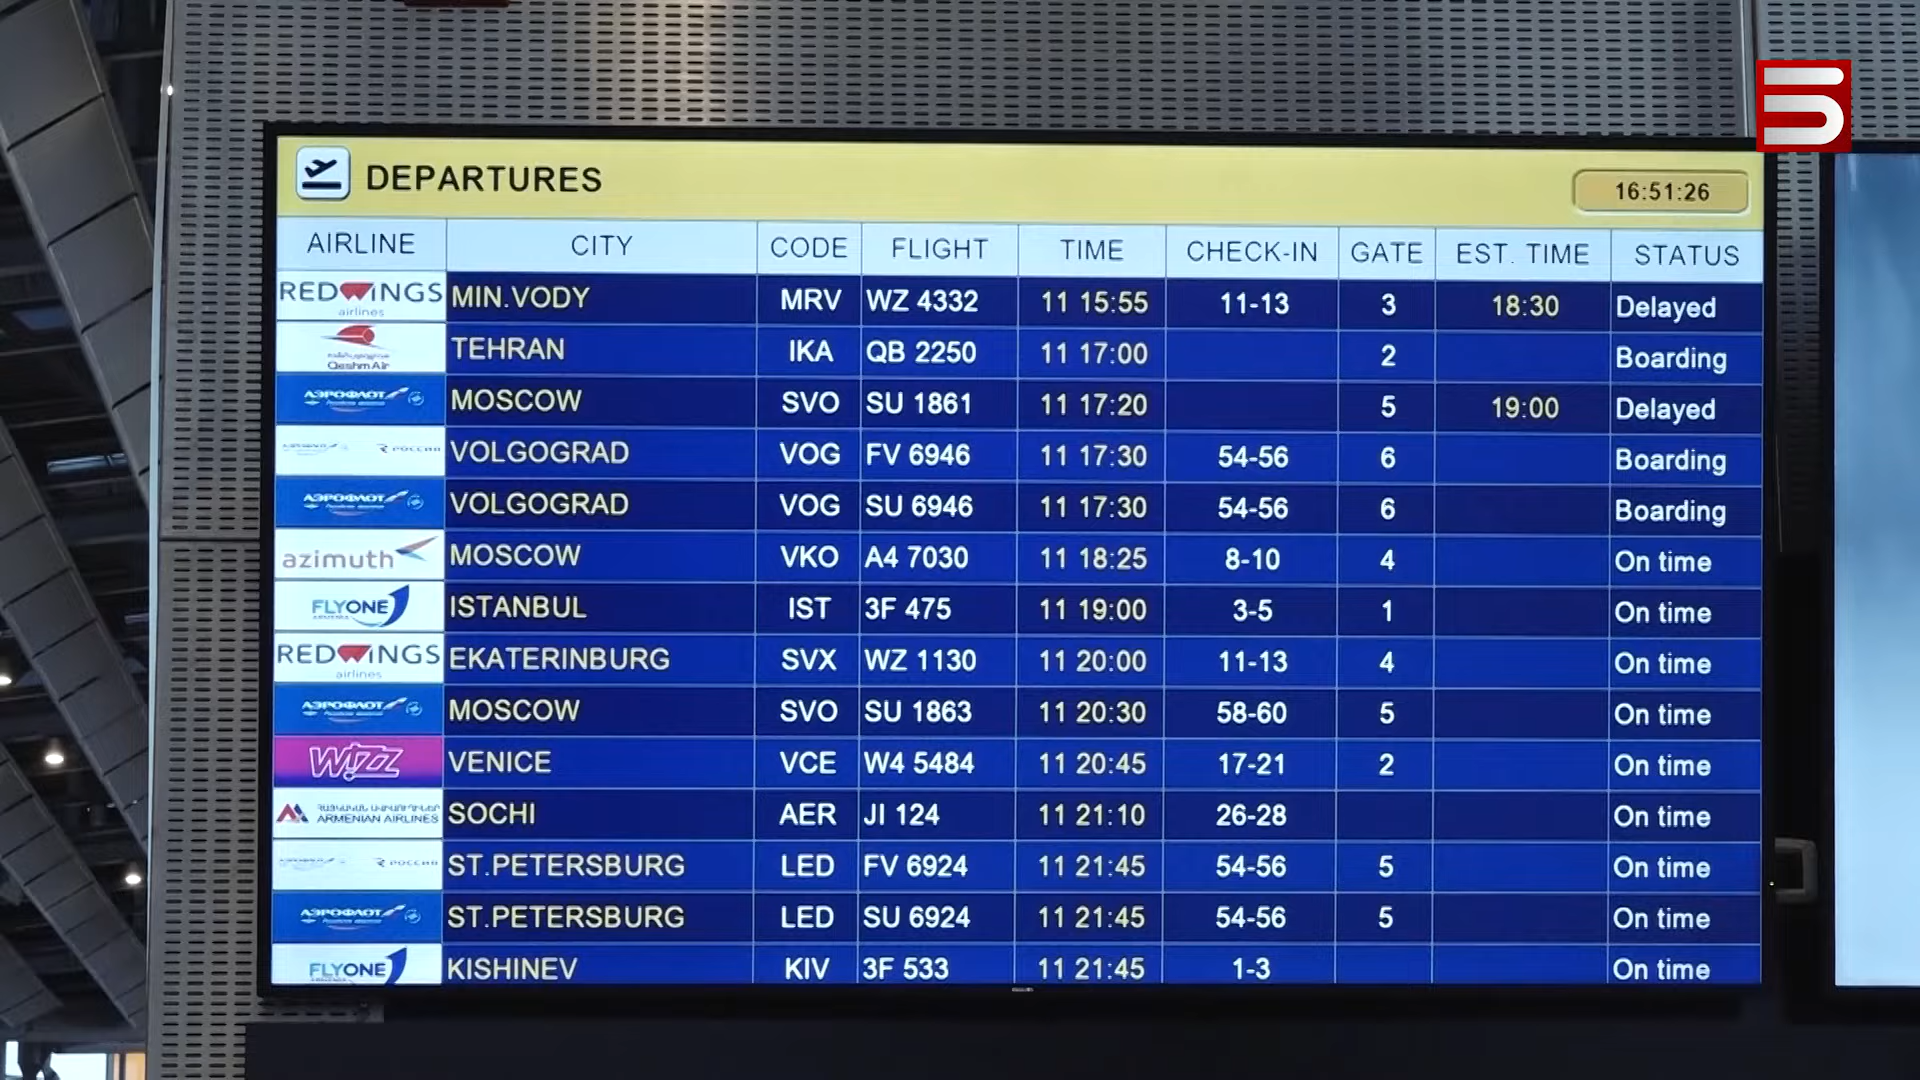 DEPARTURES 16:51:26
AIRLINE CITY CODE FLIGHT TIME CHECK-IN GATE EST. TIME STATUS
REDWINGS airlines MIN.VODY MRV WZ 4332 11 15:55 11-13 3 18:30 Delayed
Qeshm Air TEHRAN IKA QB 2250 11 17:00 2 Boarding
АЭРОФЛОТ MOSCOW SVO SU 1861 11 17:20 5 19:00 Delayed
РОССИЯ VOLGOGRAD VOG FV 6946 11 17:30 54-56 6 Boarding
АЭРОФЛОТ VOLGOGRAD VOG SU 6946 11 17:30 54-56 6 Boarding
azimuth MOSCOW VKO A4 7030 11 18:25 8-10 4 On time
FLYONE ARMENIA ISTANBUL IST 3F 475 11 19:00 3-5 1 On time
REDWINGS airlines EKATERINBURG SVX WZ 1130 11 20:00 11-13 4 On time
АЭРОФЛОТ MOSCOW SVO SU 1863 11 20:30 58-60 5 On time
WIZZ VENICE VCE W4 5484 11 20:45 17-21 2 On time
ՀԱՅԿԱԿԱՆ ԱՎԻԱՈՒՂԻՆԵՐ ARMENIAN AIRLINES SOCHI AER JI 124 11 21:10 26-28 On time
РОССИЯ ST.PETERSBURG LED FV 6924 11 21:45 54-56 5 On time
АЭРОФЛОТ ST.PETERSBURG LED SU 6924 11 21:45 54-56 5 On time
FLYONE KISHINEV KIV 3F 533 11 21:45 1-3 On time